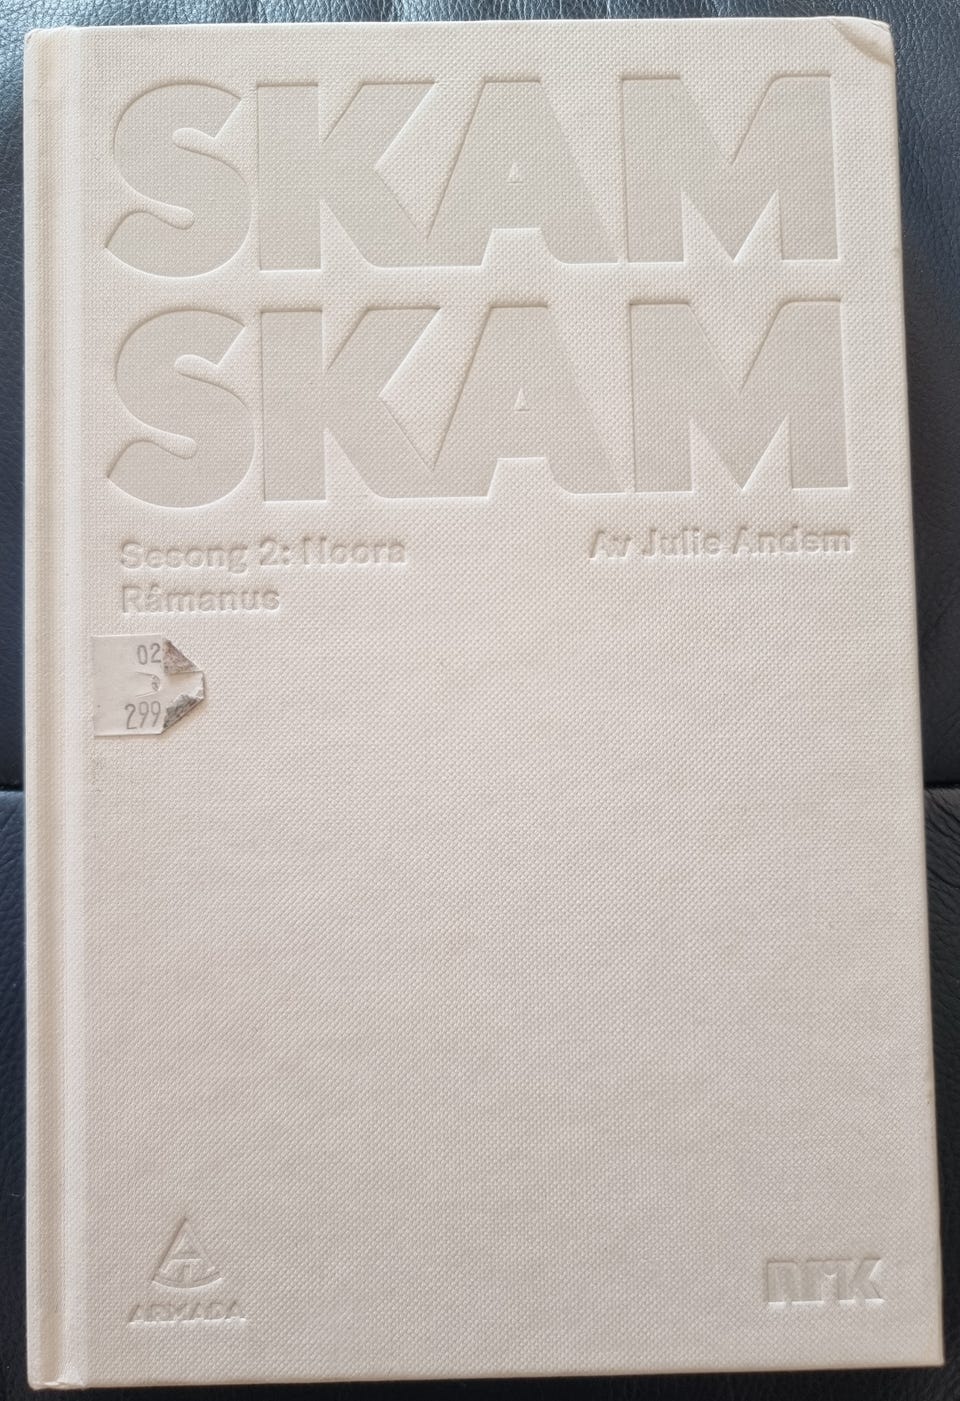 SKAM
SKAM
Sesong 2: Noora
Råmanus
Av Julie Andem
02
299
ARMADA
NRK